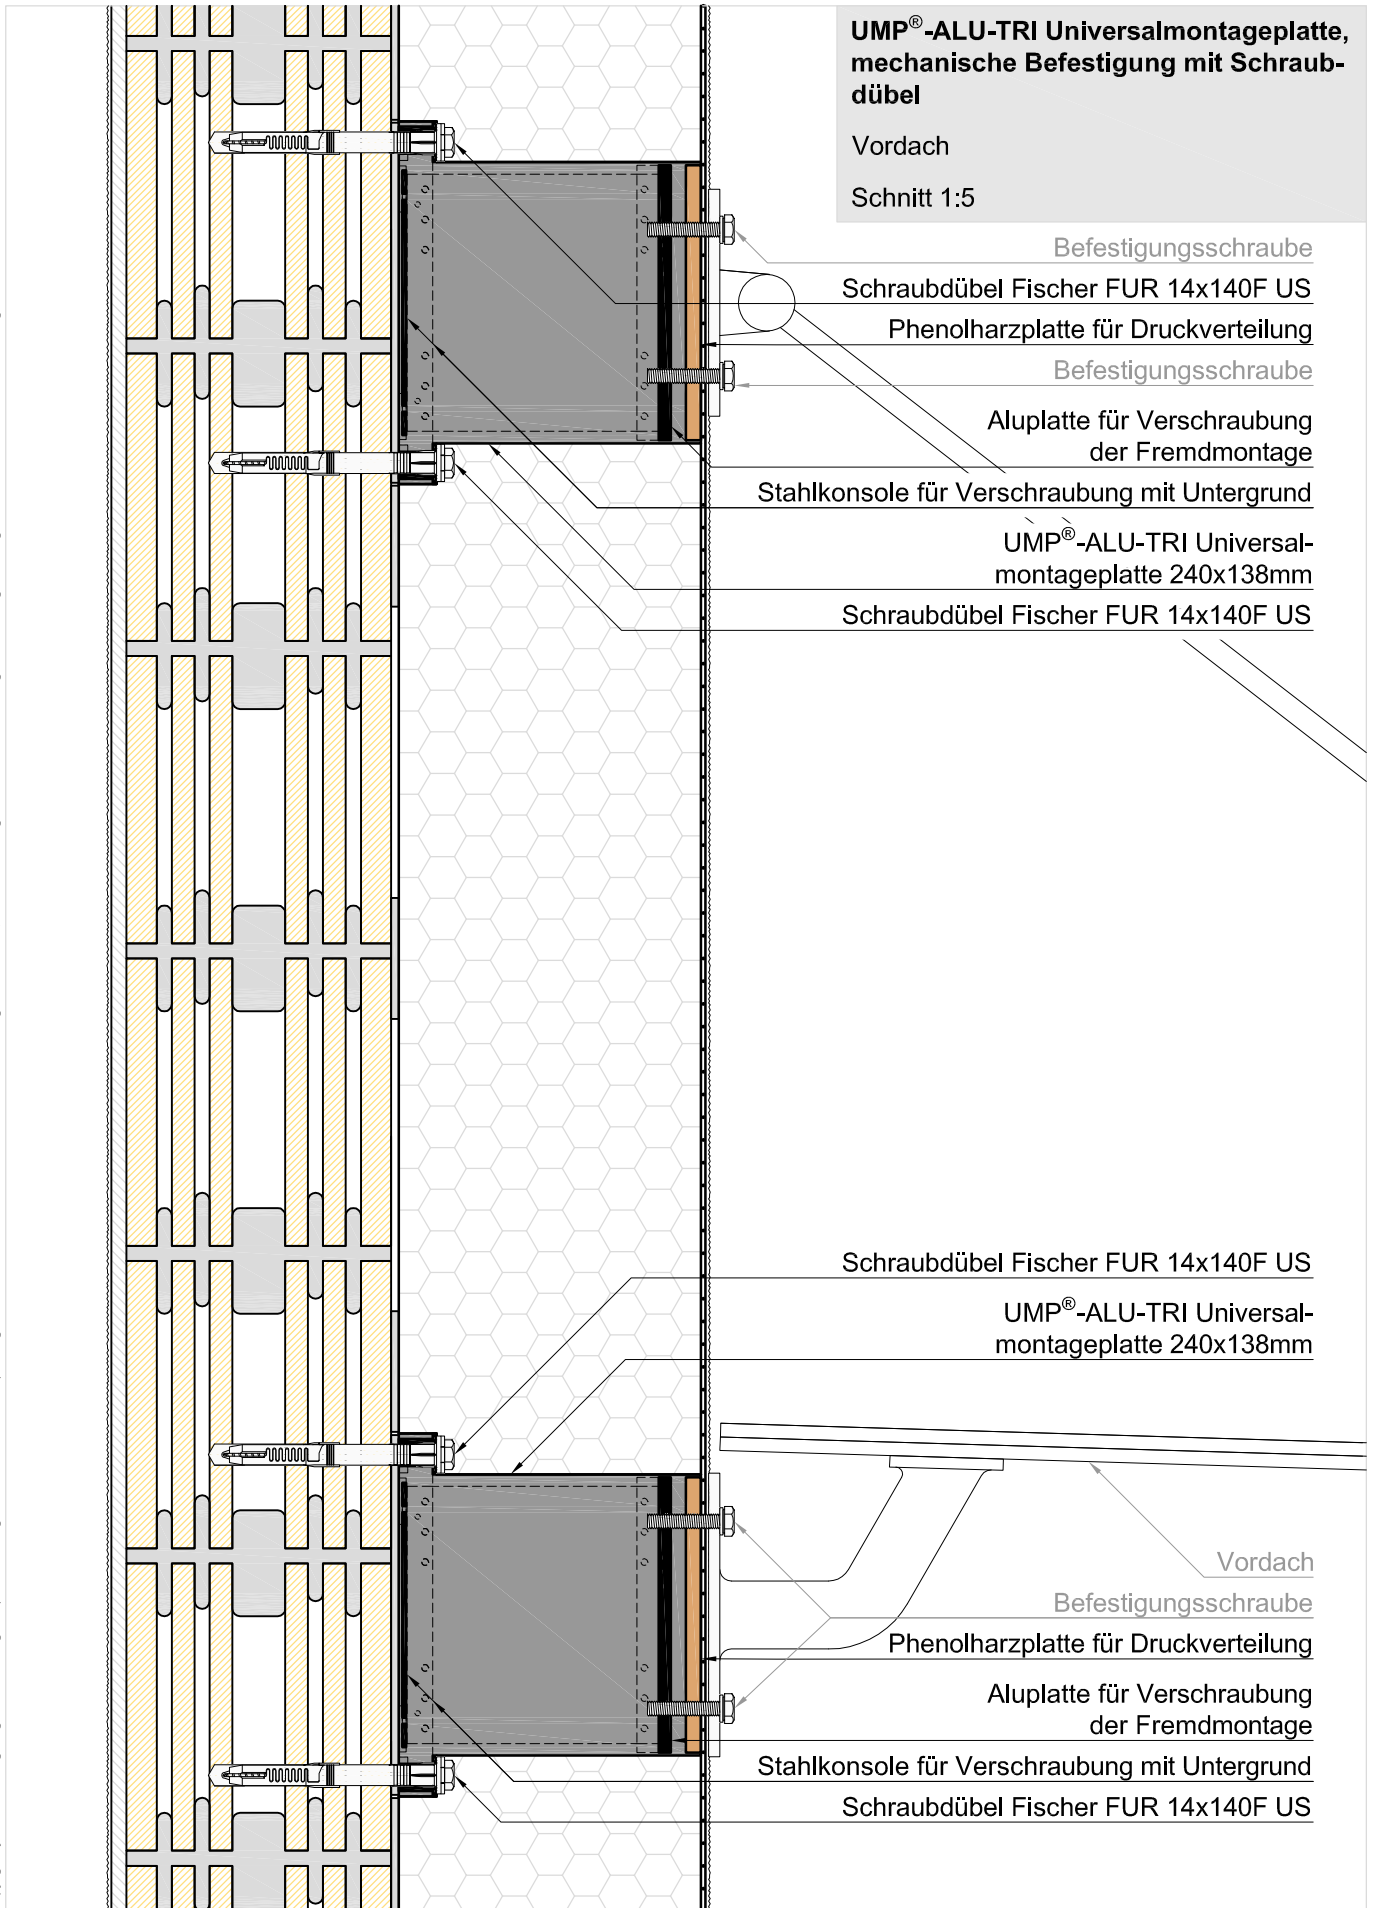 UMP®-ALU-TRI Universalmontageplatte,
mechanische Befestigung mit Schraub-
dübel
Vordach
Schnitt 1:5
Befestigungsschraube
Schraubdübel Fischer FUR 14x140F US
Phenolharzplatte für Druckverteilung
Befestigungsschraube
Aluplatte für Verschraubung
der Fremdmontage
Stahlkonsole für Verschraubung mit Untergrund
UMP®-ALU-TRI Universal-
montageplatte 240x138mm
Schraubdübel Fischer FUR 14x140F US
Schraubdübel Fischer FUR 14x140F US
UMP®-ALU-TRI Universal-
montageplatte 240x138mm
Vordach
Befestigungsschraube
Phenolharzplatte für Druckverteilung
Aluplatte für Verschraubung
der Fremdmontage
Stahlkonsole für Verschraubung mit Untergrund
Schraubdübel Fischer FUR 14x140F US